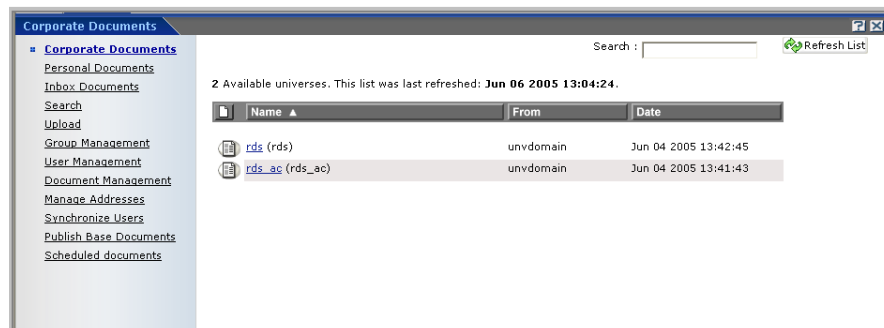 Corporate Documents
Corporate Documents
Personal Documents
Inbox Documents
Search
Upload
Group Management
User Management
Document Management
Manage Addresses
Synchronize Users
Publish Base Documents
Scheduled documents
Search :
Refresh List
2 Available universes. This list was last refreshed: Jun 06 2005 13:04:24.
Name From Date
rds (rds) unvdomain Jun 04 2005 13:42:45
rds_ac (rds_ac) unvdomain Jun 04 2005 13:41:43